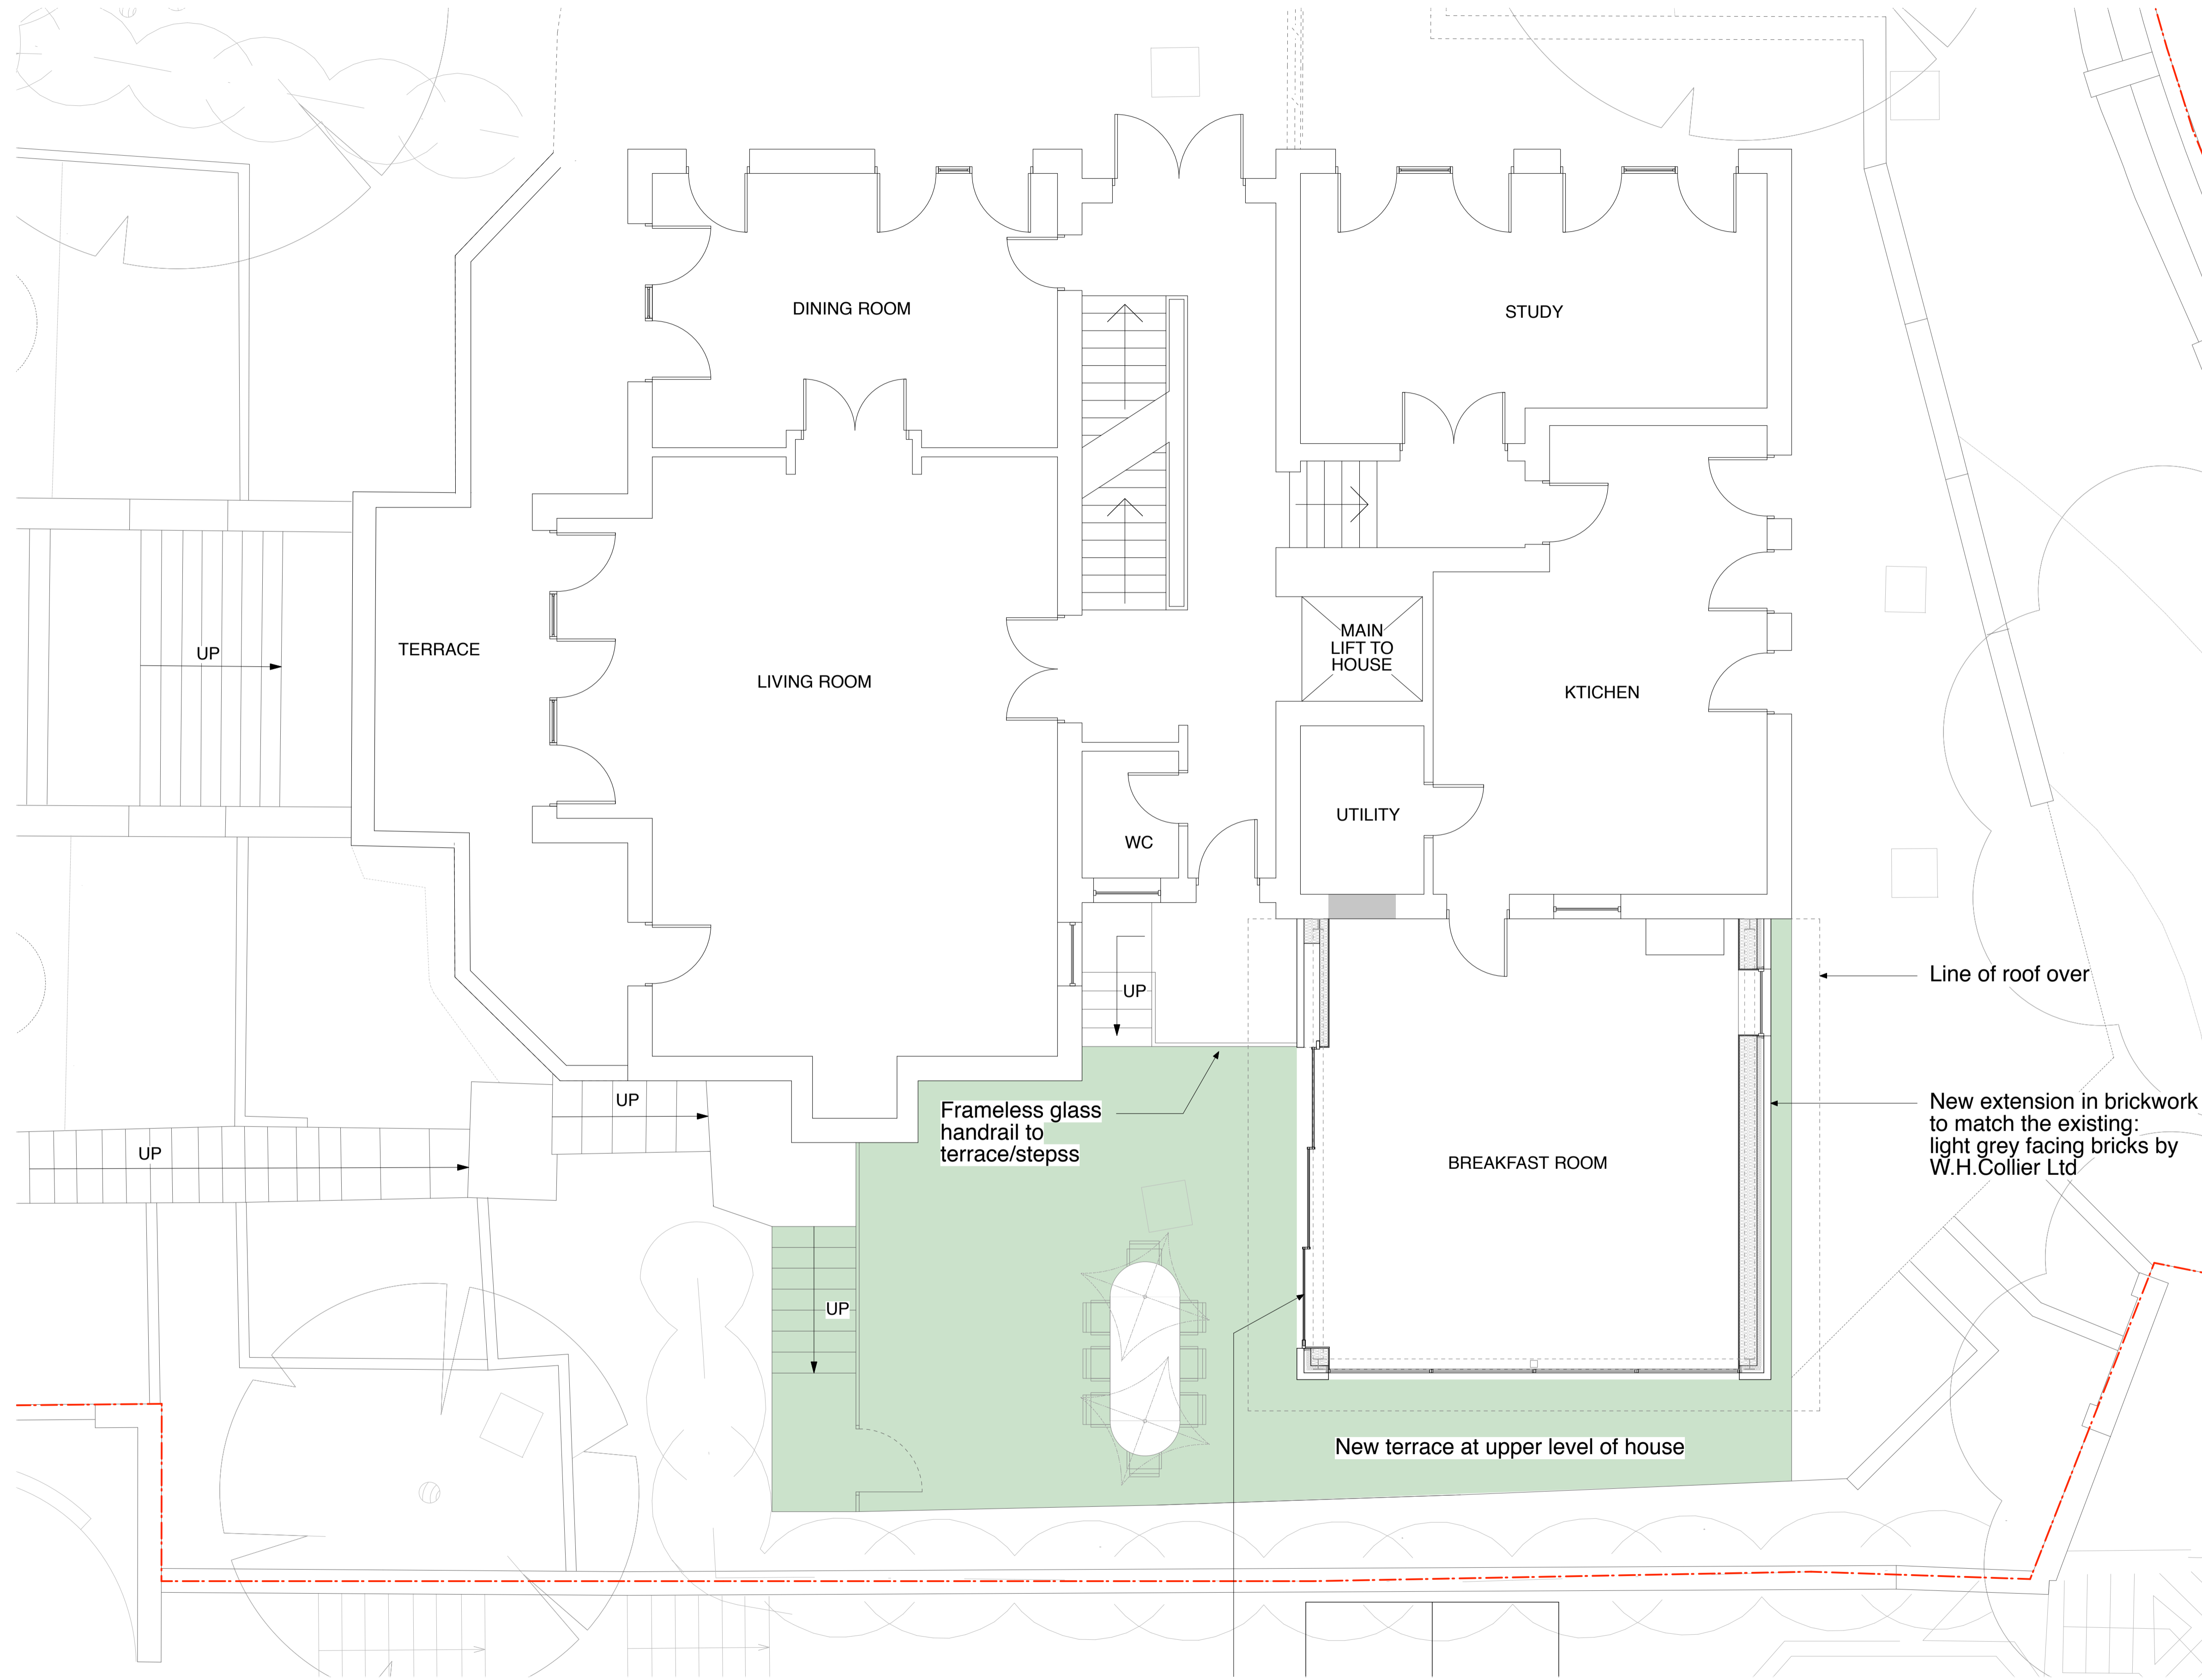 DINING ROOM
STUDY
UP
TERRACE
LIVING ROOM
MAIN
LIFT TO
HOUSE
KTICHEN
UTILITY
WC
UP
Line of roof over
UP
UP
Frameless glass
handrail to
terrace/stepss
New extension in brickwork
to match the existing:
light grey facing bricks by
W.H.Collier Ltd
BREAKFAST ROOM
UP
New terrace at upper level of house